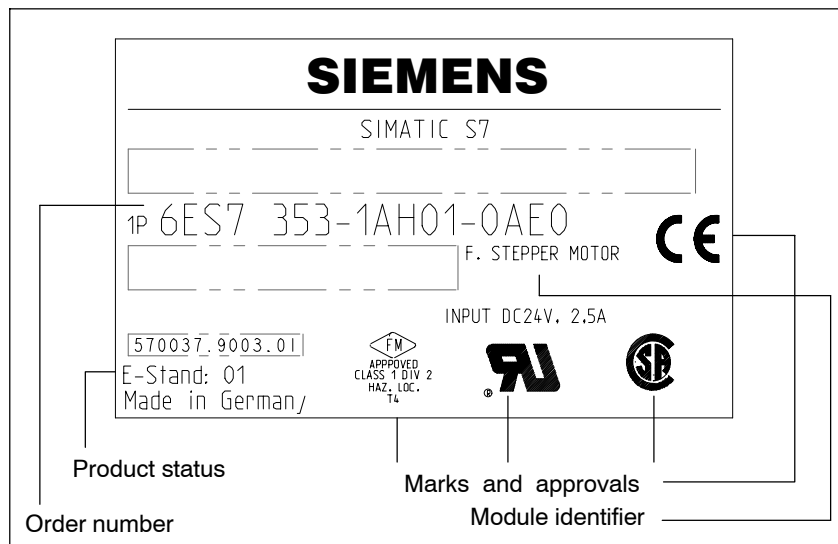 SIEMENS
SIMATIC S7
1P 6ES7 353-1AH01-0AE0
F. STEPPER MOTOR
CE
INPUT DC24V, 2,5A
570037.9003.01
FM
APPPOVED
CLASS 1 DIV 2
HAZ. LOC.
T4
RU
®
SA
E-Stand: 01
Made in Germany
Product status
Marks and approvals
Module identifier
Order number